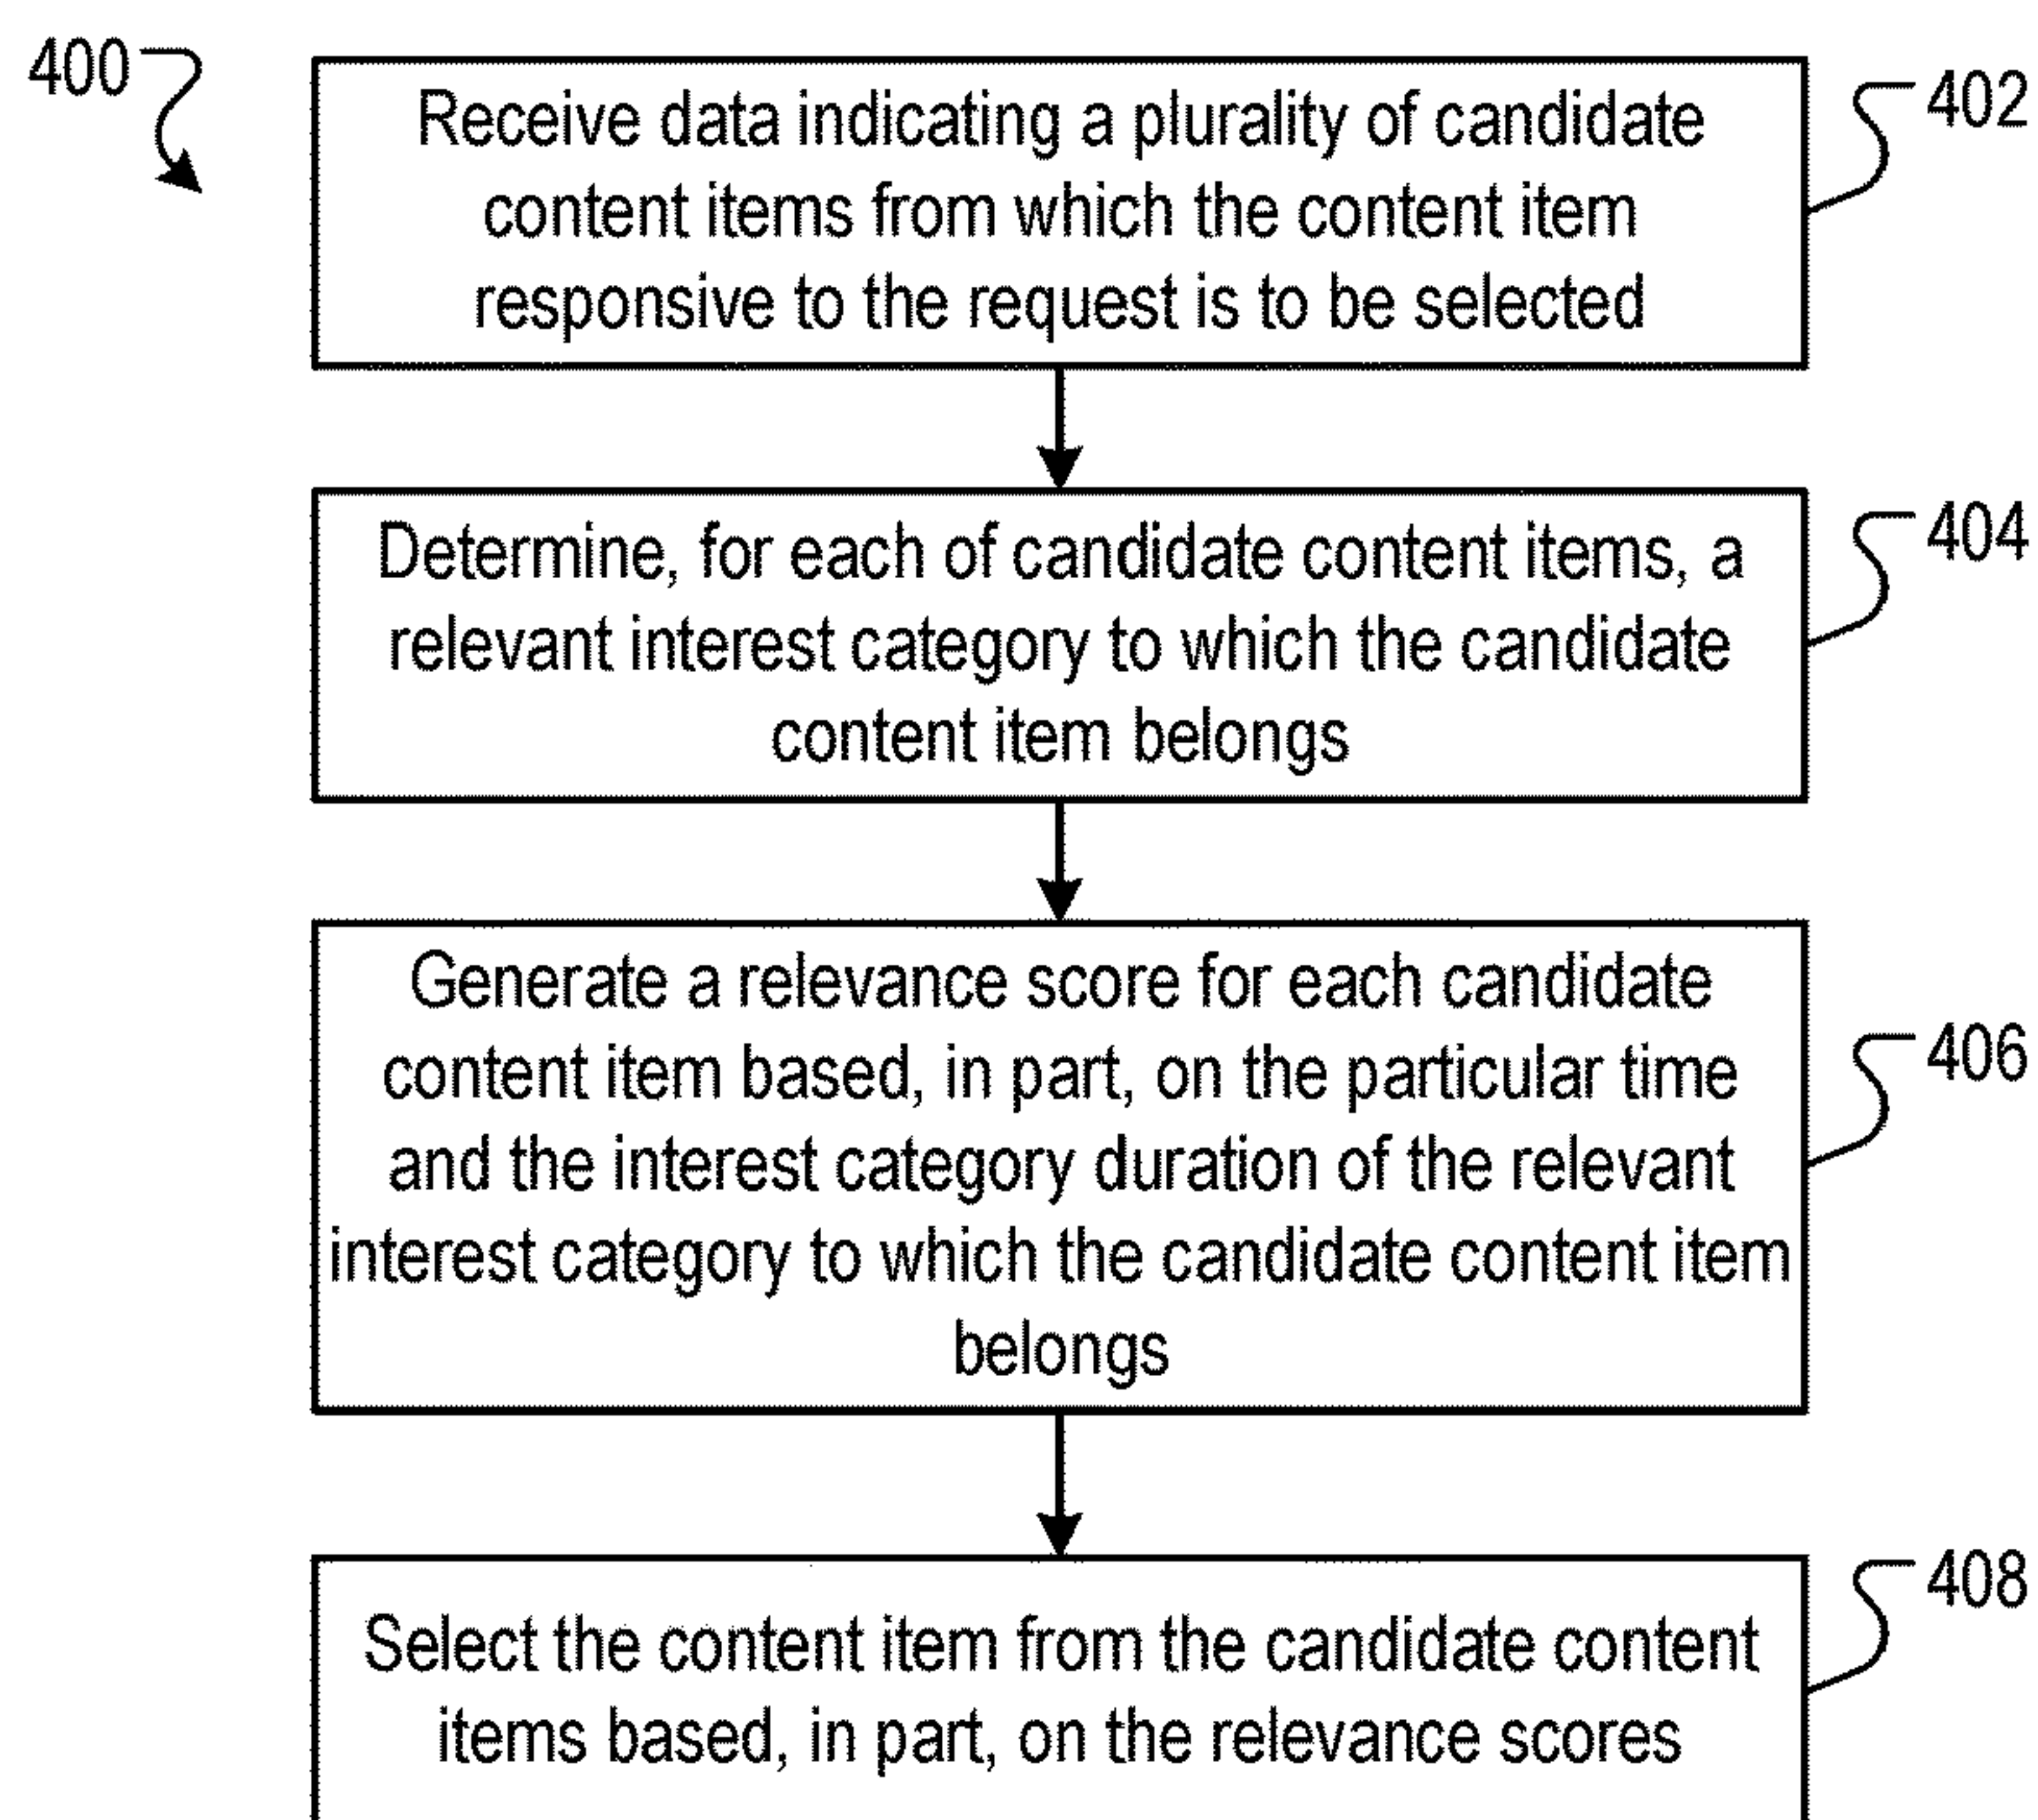 400
Receive data indicating a plurality of candidate
content items from which the content item
responsive to the request is to be selected
402
Determine, for each of candidate content items, a
relevant interest category to which the candidate
content item belongs
404
Generate a relevance score for each candidate
content item based, in part, on the particular time
and the interest category duration of the relevant
interest category to which the candidate content item
belongs
406
Select the content item from the candidate content
items based, in part, on the relevance scores
408